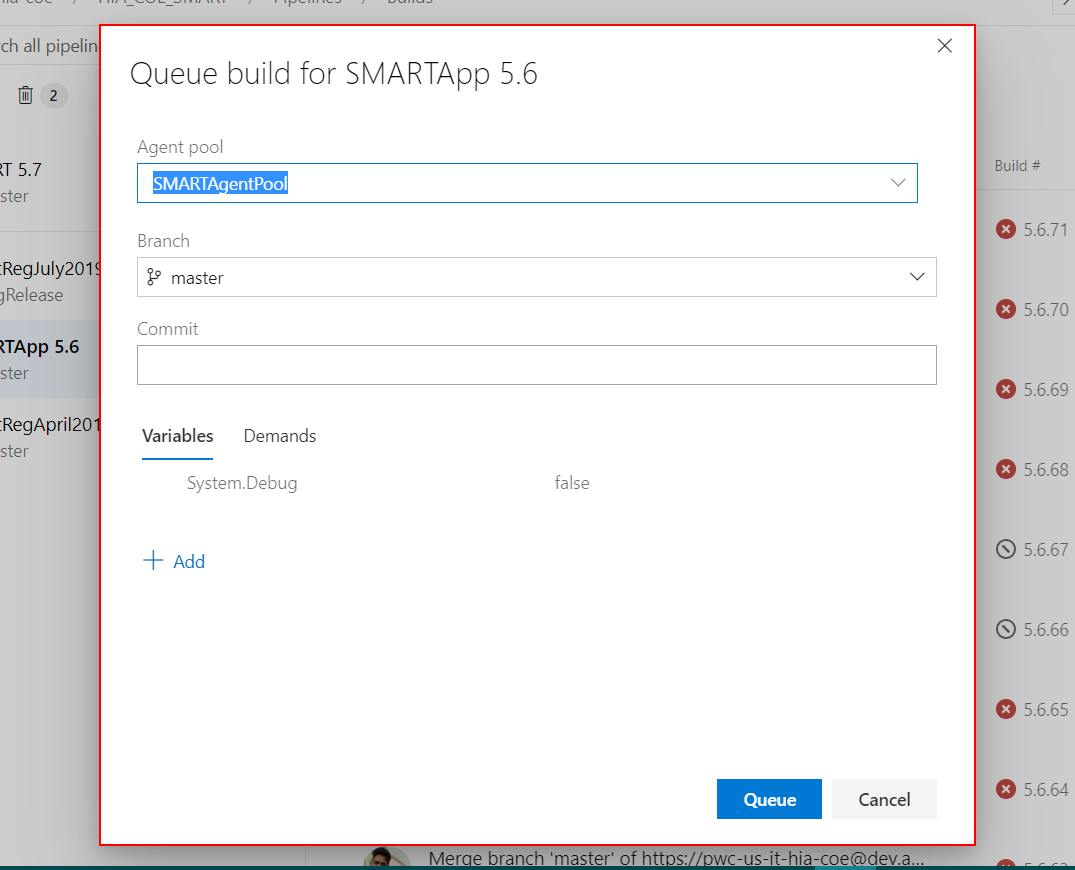 HIA_COE_SMART / Pipelines / Builds
Queue build for SMARTApp 5.6
2
Agent pool
SMARTAgentPool
Branch
master
Commit
Variables
Demands
System.Debug
false
Add
Queue
Cancel
RT 5.7
ster
tRegJuly2019
gRelease
RTApp 5.6
ster
tRegApril201
ster
Build #
5.6.71
5.6.70
5.6.69
5.6.68
5.6.67
5.6.66
5.6.65
5.6.64
Merge branch 'master' of https://pwc-us-it-hia-coe@dev.a...